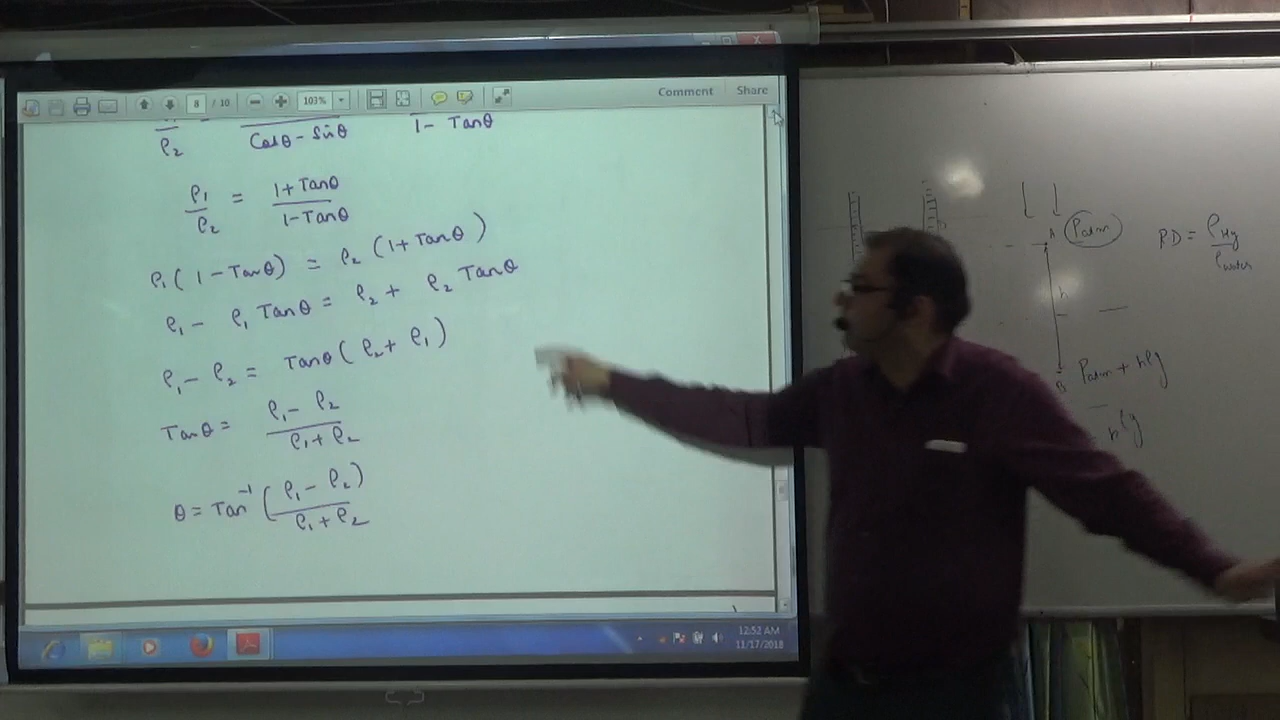 8 / 10 103% Comment Share
ρ₂ Cosθ - Sinθ 1 - Tanθ
ρ₁/ρ₂ = (1 + Tanθ)/(1 - Tanθ)
ρ₁(1 - Tanθ) = ρ₂(1 + Tanθ)
ρ₁ - ρ₁ Tanθ = ρ₂ + ρ₂ Tanθ
ρ₁ - ρ₂ = Tanθ(ρ₂ + ρ₁)
Tanθ = (ρ₁ - ρ₂)/(ρ₁ + ρ₂)
θ = Tan⁻¹((ρ₁ - ρ₂)/(ρ₁ + ρ₂))
12:52 AM
11/17/2018
A Patm
RD = ρHg/ρwater
h
B Patm + hρg
hρg